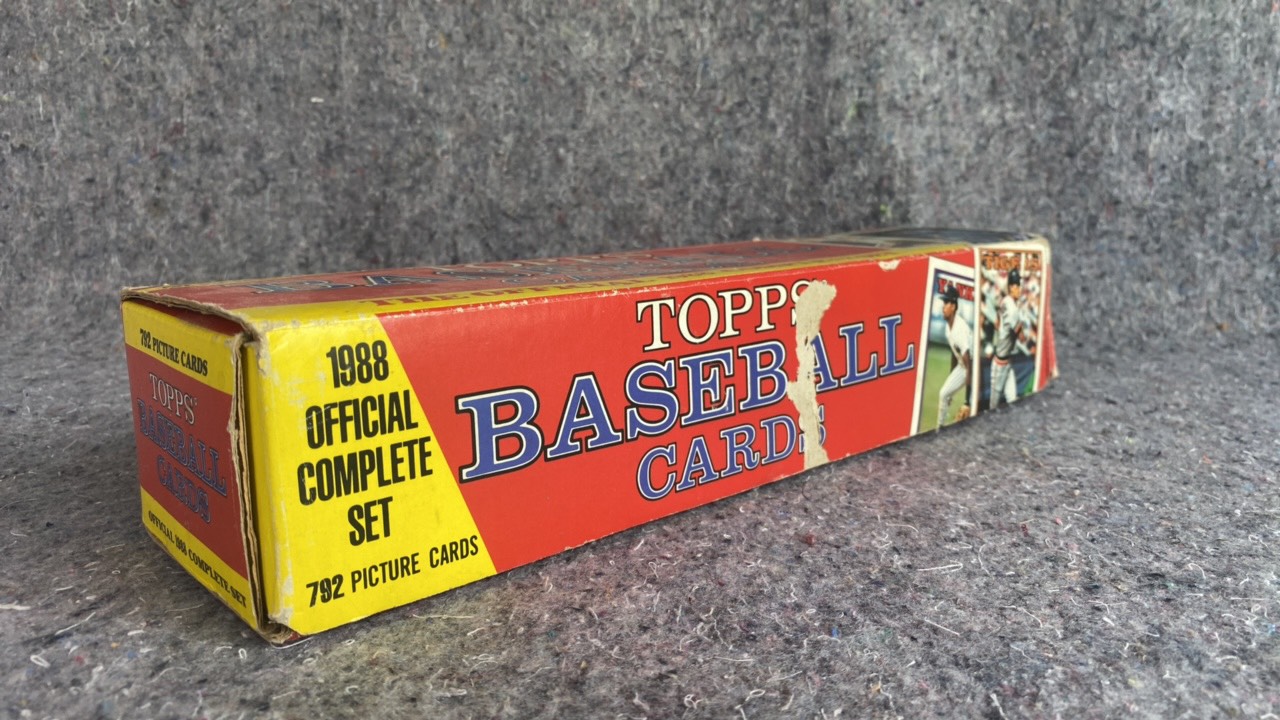 792 PICTURE CARDS
TOPPS®
BASEBALL
CARDS
OFFICIAL 1988 COMPLETE SET
1988
OFFICIAL
COMPLETE
SET
792 PICTURE CARDS
TOPPS
BASEBALL
CARDS